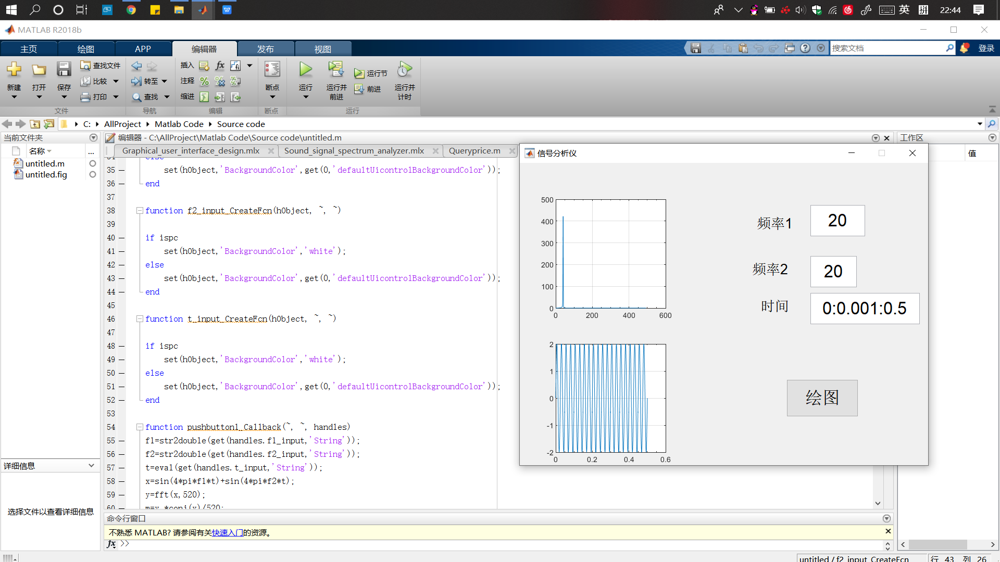 英
拼
22:44
MATLAB R2018b
主页 绘图 APP 编辑器 发布 视图
搜索文档
登录
新建 打开 保存 查找文件 比较 打印
文件
转至 查找
导航
插入 fx
注释
缩进
编辑
断点
断点
运行 运行并前进 运行节 前进 运行并计时
运行
C: AllProject Matlab Code Source code
当前文件夹
名称 ...
untitled.m
untitled.fig
详细信息
选择文件以查看详细信息
编辑器 - C:\AllProject\Matlab Code\Source code\untitled.m
Graphical_user_interface_design.mlx Sound_signal_spectrum_analyzer.mlx Queryprice.m
34 else
35 set(hObject,'BackgroundColor',get(0,'defaultUicontrolBackgroundColor'));
36 end
37
38 function f2_input_CreateFcn(hObject, ~, ~)
39
40 if ispc
41 set(hObject,'BackgroundColor','white');
42 else
43 set(hObject,'BackgroundColor',get(0,'defaultUicontrolBackgroundColor'));
44 end
45
46 function t_input_CreateFcn(hObject, ~, ~)
47
48 if ispc
49 set(hObject,'BackgroundColor','white');
50 else
51 set(hObject,'BackgroundColor',get(0,'defaultUicontrolBackgroundColor'));
52 end
53
54 function pushbutton1_Callback(~, ~, handles)
55 f1=str2double(get(handles.f1_input,'String'));
56 f2=str2double(get(handles.f2_input,'String'));
57 t=eval(get(handles.t_input,'String'));
58 x=sin(4*pi*f1*t)+sin(4*pi*f2*t);
59 y=fft(x,520);
60 m=y.*conj(y)/520;
命令行窗口
不熟悉 MATLAB? 请参阅有关快速入门的资源。
fx >>
工作区
值
信号分析仪
500
400
300
200
100
0
0 200 400 600
2
1
0
-1
-2
0 0.2 0.4 0.6
频率1 20
频率2 20
时间 0:0.001:0.5
绘图
untitled / f2_input_CreateFcn 行 43 列 26